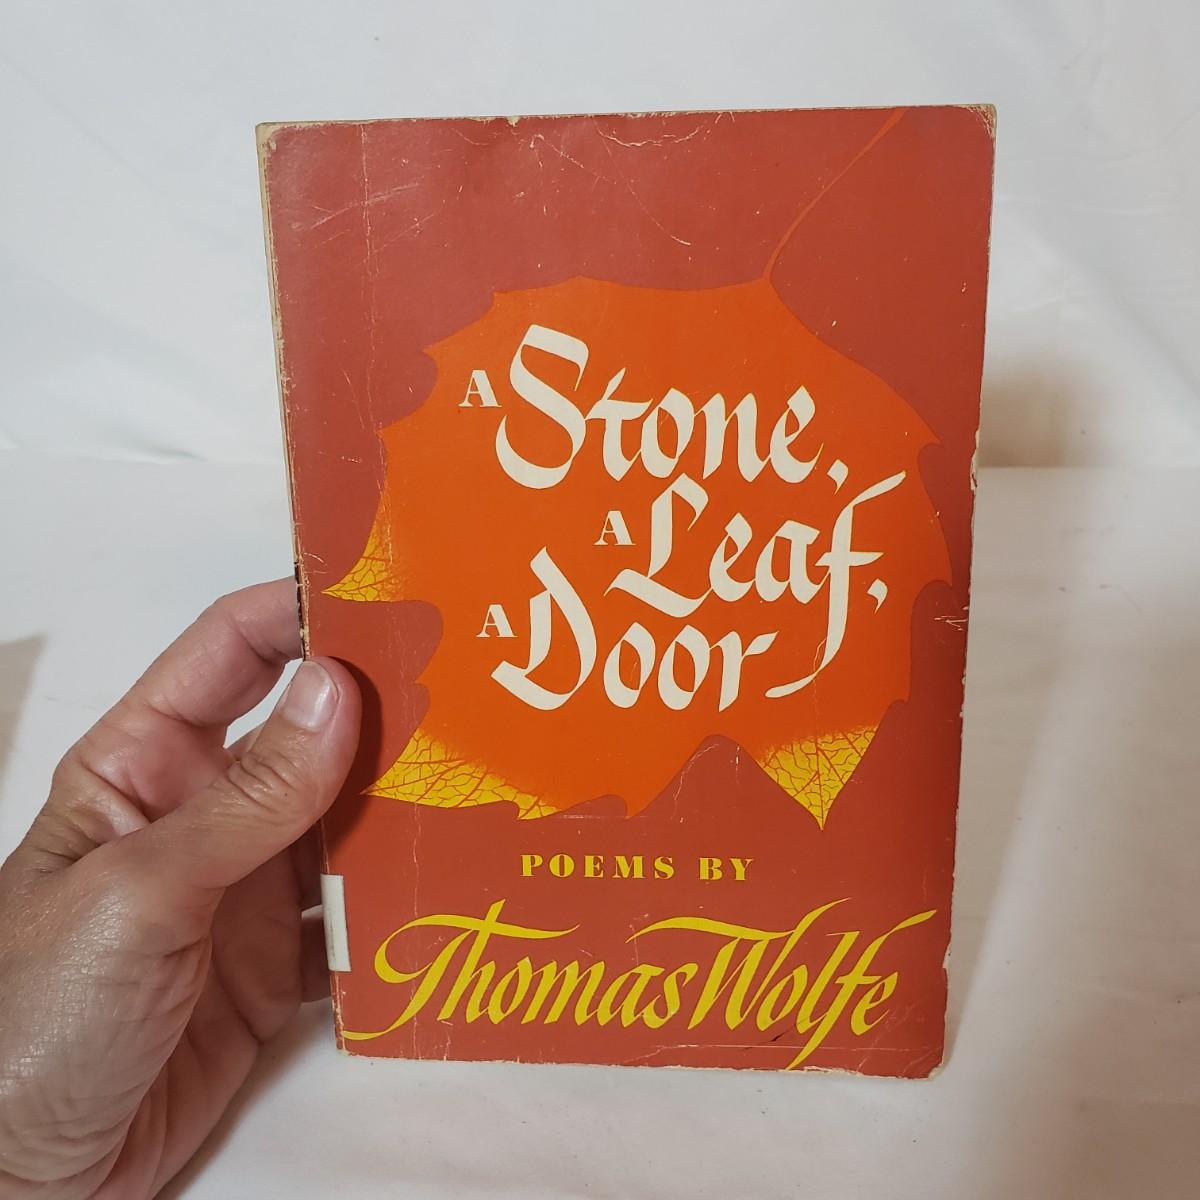 A Stone,
A Leaf,
A Door
POEMS BY
Thomas Wolfe